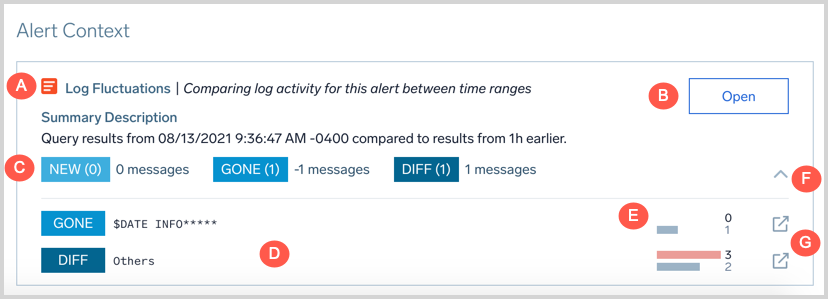 Alert Context
A Log Fluctuations | Comparing log activity for this alert between time ranges
B Open
Summary Description
Query results from 08/13/2021 9:36:47 AM -0400 compared to results from 1h earlier.
C NEW (0) 0 messages GONE (1) -1 messages DIFF (1) 1 messages F
GONE $DATE INFO***** E 0
1
G
DIFF Others D 3
2